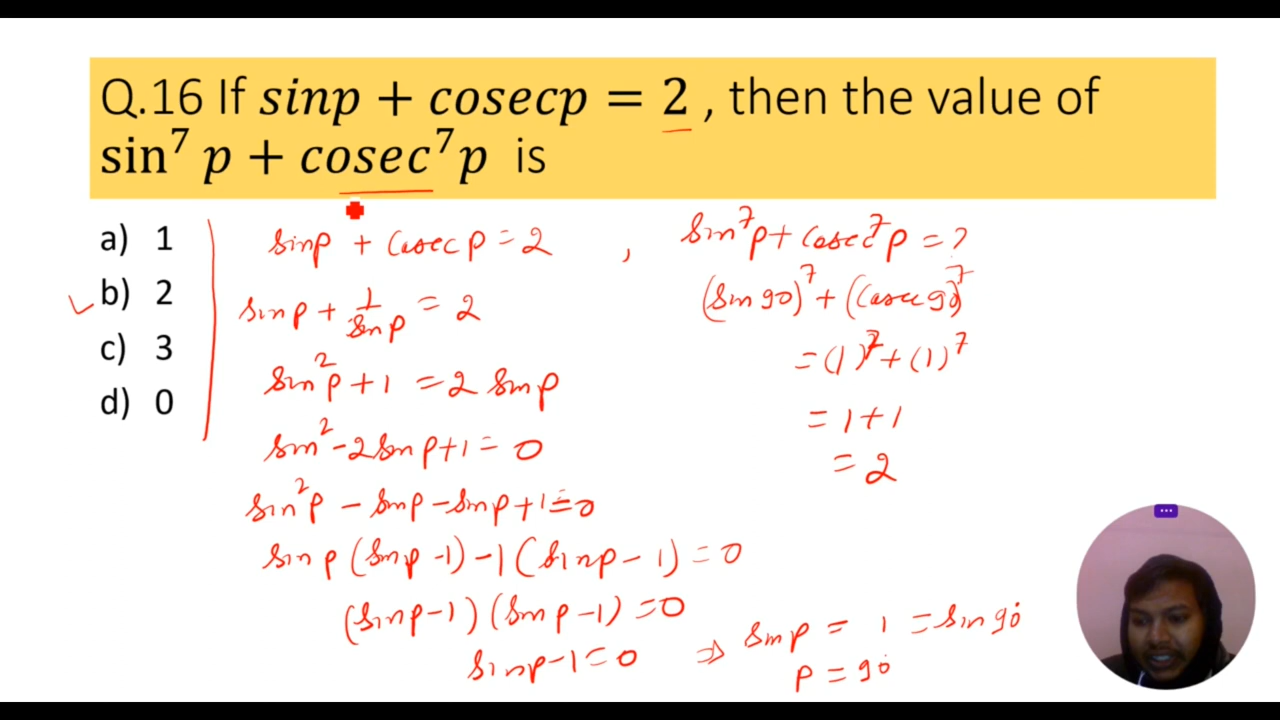 Q.16 If sinp + cosecp = 2 , then the value of
sin⁷ p + cosec⁷p is
a) 1
b) 2
c) 3
d) 0
sinp + cosec p = 2 ,
sinp + 1/sinp = 2
sin²p + 1 = 2 sinp
sin² - 2sinp + 1 = 0
sin²p - sinp - sinp + 1 = 0
sinp (sinp - 1) - 1 (sinp - 1) = 0
(sinp - 1) (sinp - 1) = 0
sinp - 1 = 0
⇒ sinp = 1 = sin 90°
p = 90°
sin⁷p + cosec⁷p = ?
(sin 90)⁷ + (cosec 90)⁷
= (1)⁷ + (1)⁷
= 1 + 1
= 2